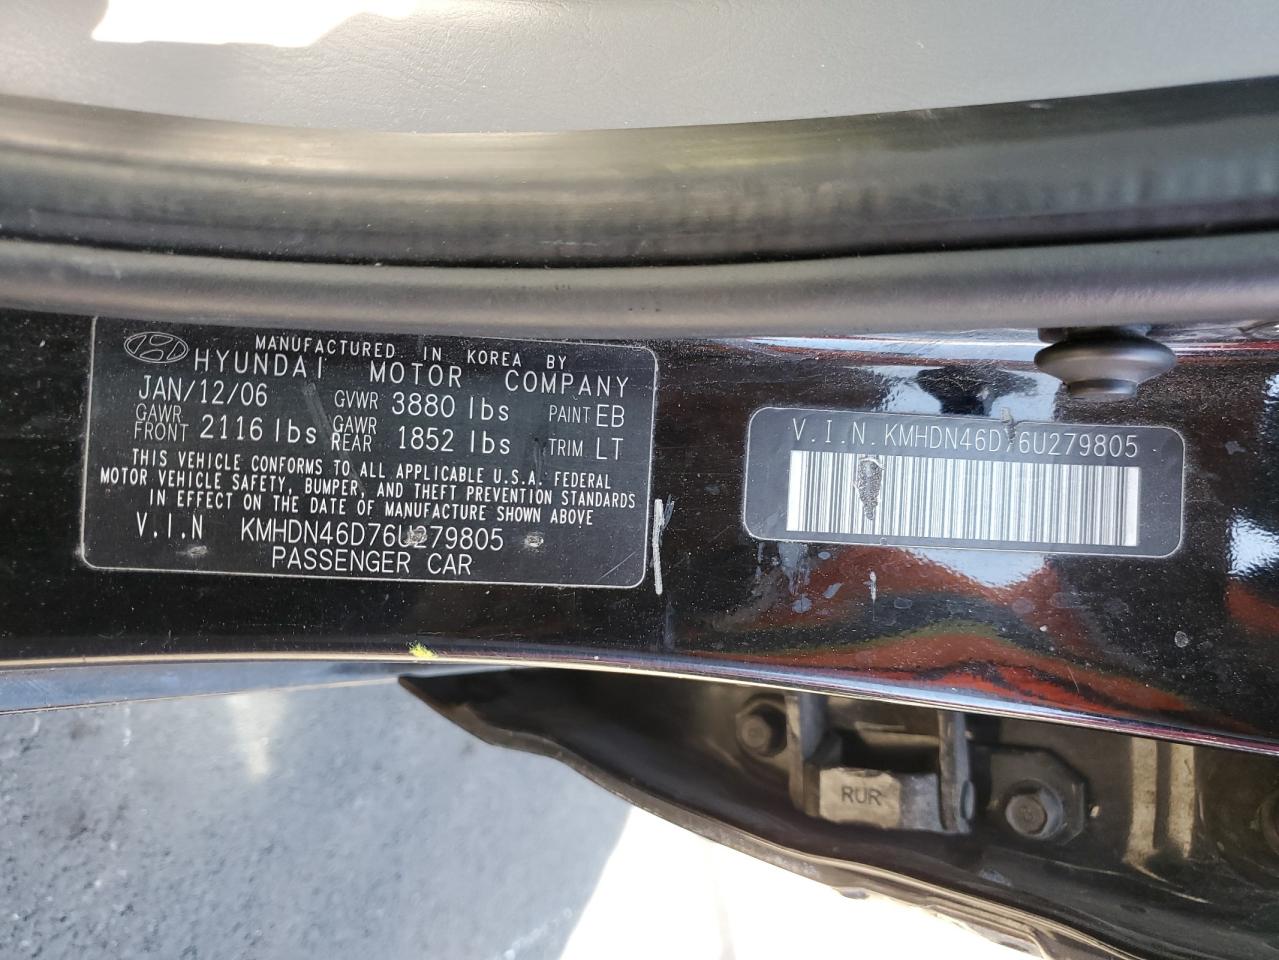 MANUFACTURED IN KOREA BY
HYUNDAI MOTOR COMPANY
JAN/12/06 GVWR 3880 lbs PAINT EB
GAWR FRONT 2116 lbs GAWR REAR 1852 lbs TRIM LT
THIS VEHICLE CONFORMS TO ALL APPLICABLE U.S.A. FEDERAL
MOTOR VEHICLE SAFETY, BUMPER, AND THEFT PREVENTION STANDARDS
IN EFFECT ON THE DATE OF MANUFACTURE SHOWN ABOVE
V.I.N KMHDN46D76U279805
PASSENGER CAR
V.I.N.KMHDN46D76U279805
RUR